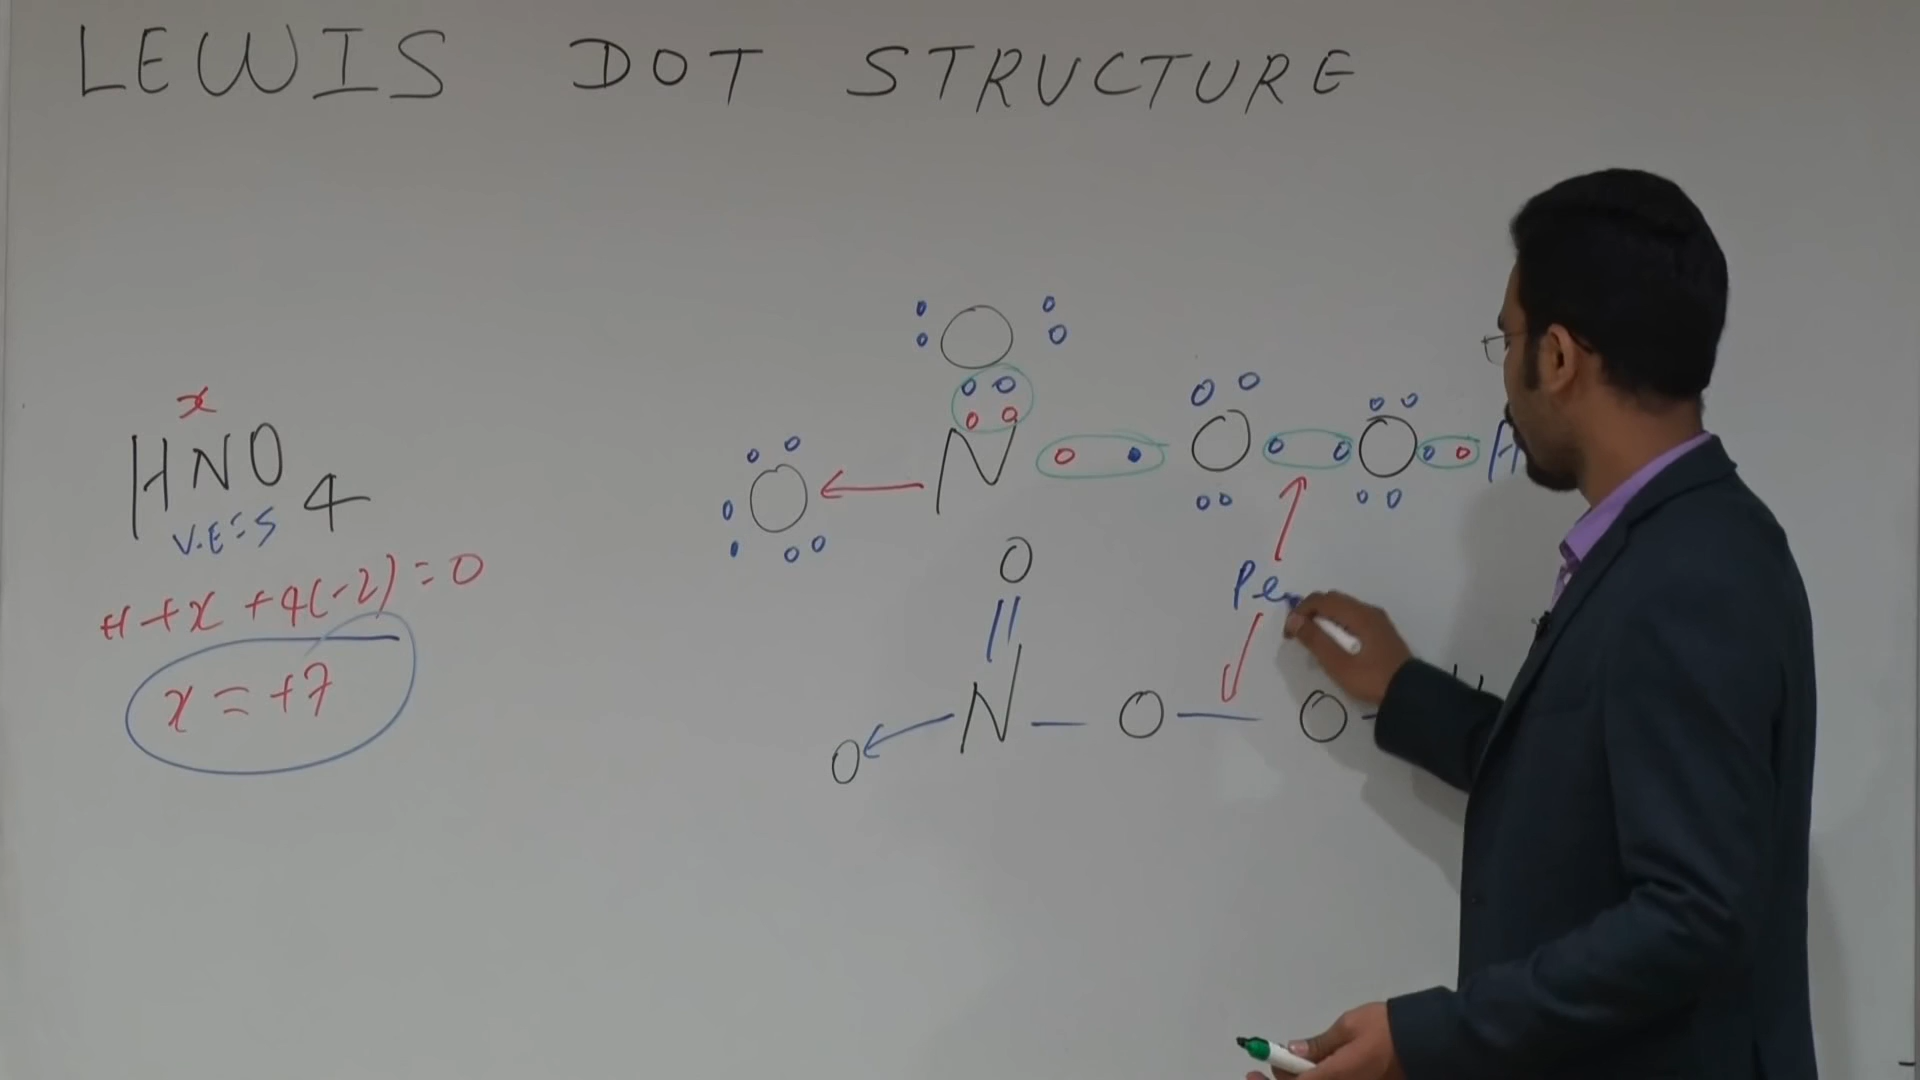 LEWIS DOT STRUCTURE
x
HNO4
V.E=5
+1+x+4(-2)=0
x=+7
O
O ← N O O H
Pe
O
||
O ← N — O — O -